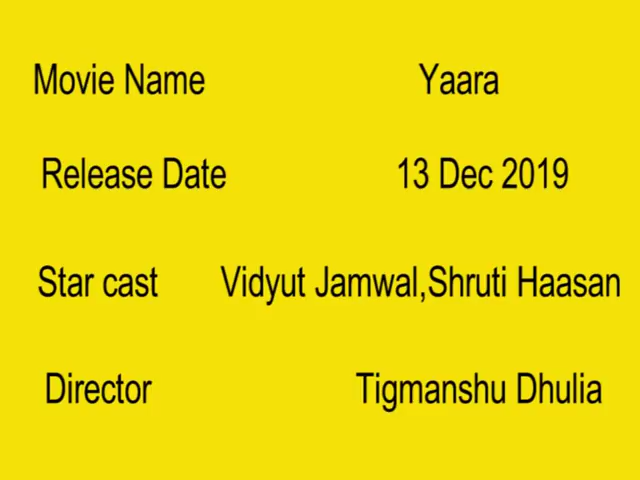 Movie Name Yaara
Release Date 13 Dec 2019
Star cast Vidyut Jamwal,Shruti Haasan
Director Tigmanshu Dhulia